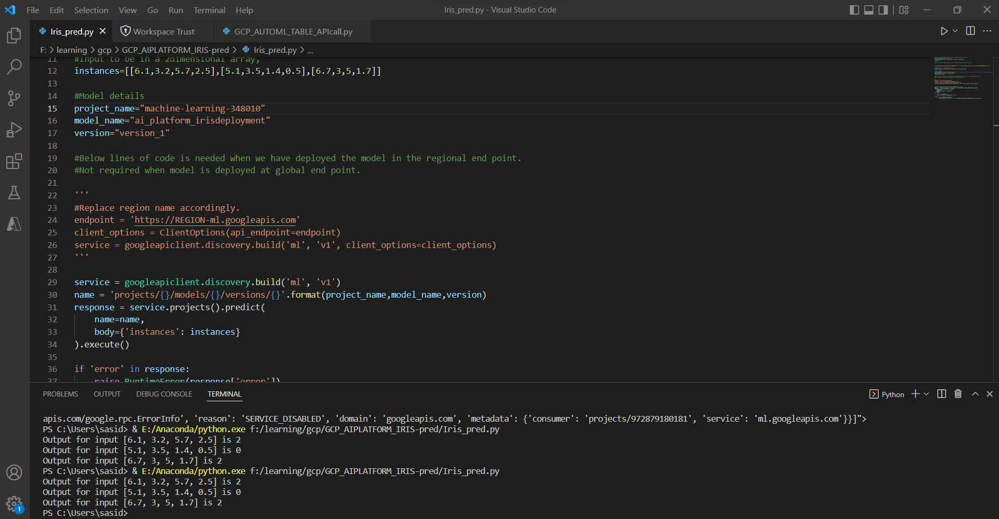 File Edit Selection View Go Run Terminal Help Iris_pred.py - Visual Studio Code
Iris_pred.py Workspace Trust GCP_AUTOML_TABLE_APIcall.py
F: > learning > gcp > GCP_AIPLATFORM_IRIS-pred > Iris_pred.py > ...
11 #Input to be in a 2dimensional array,
12 instances=[[6.1,3.2,5.7,2.5],[5.1,3.5,1.4,0.5],[6.7,3,5,1.7]]
13
14 #Model details
15 project_name="machine-learning-348010"
16 model_name="ai_platform_irisdeployment"
17 version="version_1"
18
19 #Below lines of code is needed when we have deployed the model in the regional end point.
20 #Not required when model is deployed at global end point.
21
22 '''
23 #Replace region name accordingly.
24 endpoint = 'https://REGION-ml.googleapis.com'
25 client_options = ClientOptions(api_endpoint=endpoint)
26 service = googleapiclient.discovery.build('ml', 'v1', client_options=client_options)
27 '''
28
29 service = googleapiclient.discovery.build('ml', 'v1')
30 name = 'projects/{}/models/{}/versions/{}'.format(project_name,model_name,version)
31 response = service.projects().predict(
32     name=name,
33     body={'instances': instances}
34 ).execute()
35
36 if 'error' in response:
37     raise RuntimeError(response['error'])
PROBLEMS OUTPUT DEBUG CONSOLE TERMINAL Python
apis.com/google.rpc.ErrorInfo', 'reason': 'SERVICE_DISABLED', 'domain': 'googleapis.com', 'metadata': {'consumer': 'projects/972879180181', 'service': 'ml.googleapis.com'}}]">
PS C:\Users\sasid> & E:/Anaconda/python.exe f:/learning/gcp/GCP_AIPLATFORM_IRIS-pred/Iris_pred.py
Output for input [6.1, 3.2, 5.7, 2.5] is 2
Output for input [5.1, 3.5, 1.4, 0.5] is 0
Output for input [6.7, 3, 5, 1.7] is 2
PS C:\Users\sasid> & E:/Anaconda/python.exe f:/learning/gcp/GCP_AIPLATFORM_IRIS-pred/Iris_pred.py
Output for input [6.1, 3.2, 5.7, 2.5] is 2
Output for input [5.1, 3.5, 1.4, 0.5] is 0
Output for input [6.7, 3, 5, 1.7] is 2
PS C:\Users\sasid>
1